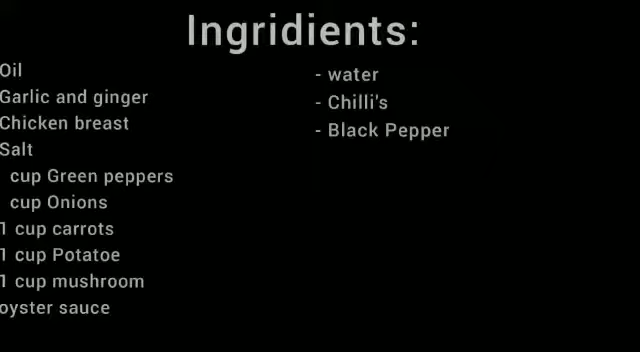 Ingridients:
Oil
Garlic and ginger
Chicken breast
Salt
cup Green peppers
cup Onions
1 cup carrots
1 cup Potatoe
1 cup mushroom
oyster sauce
- water
- Chilli's
- Black Pepper